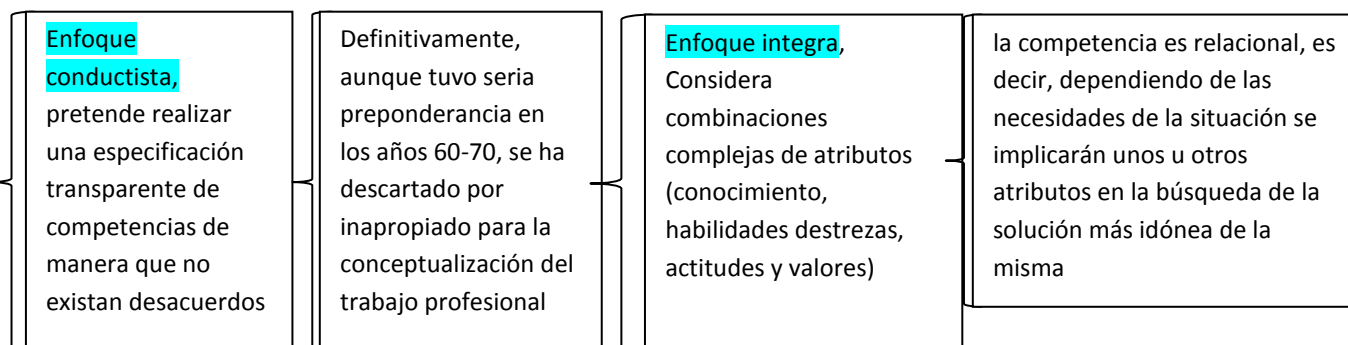 Enfoque
conductista,
pretende realizar
una especificación
transparente de
competencias de
manera que no
existan desacuerdos
Definitivamente,
aunque tuvo seria
preponderancia en
los años 60-70, se ha
descartado por
inapropiado para la
conceptualización del
trabajo profesional
Enfoque integra,
Considera
combinaciones
complejas de atributos
(conocimiento,
habilidades destrezas,
actitudes y valores)
la competencia es relacional, es
decir, dependiendo de las
necesidades de la situación se
implicarán unos u otros
atributos en la búsqueda de la
solución más idónea de la
misma